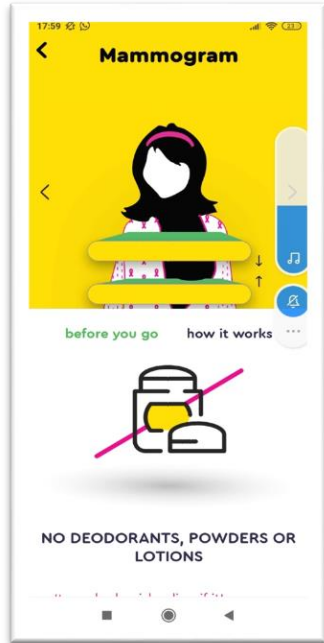 17:59
Mammogram
before you go how it works
NO DEODORANTS, POWDERS OR
LOTIONS